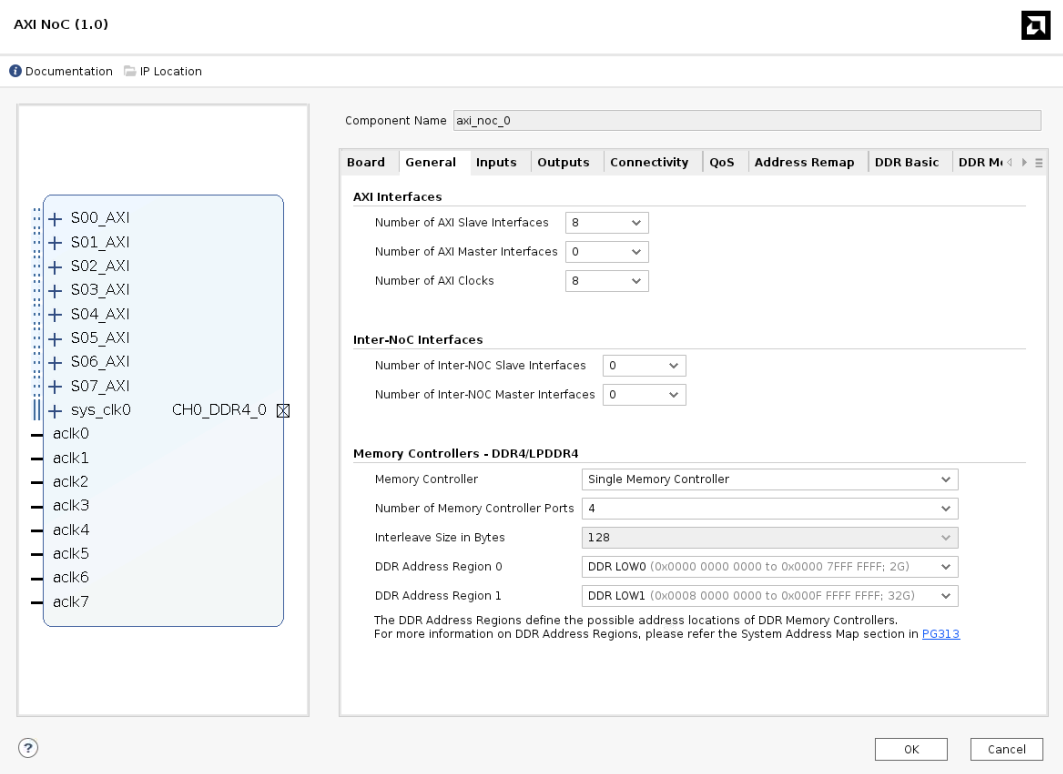 AXI NoC (1.0)
Documentation IP Location
Component Name axi_noc_0
Board General Inputs Outputs Connectivity QoS Address Remap DDR Basic DDR M
S00_AXI
S01_AXI
S02_AXI
S03_AXI
S04_AXI
S05_AXI
S06_AXI
S07_AXI
sys_clk0 CH0_DDR4_0
aclk0
aclk1
aclk2
aclk3
aclk4
aclk5
aclk6
aclk7
AXI Interfaces
Number of AXI Slave Interfaces 8
Number of AXI Master Interfaces 0
Number of AXI Clocks 8
Inter-NoC Interfaces
Number of Inter-NOC Slave Interfaces 0
Number of Inter-NOC Master Interfaces 0
Memory Controllers - DDR4/LPDDR4
Memory Controller Single Memory Controller
Number of Memory Controller Ports 4
Interleave Size in Bytes 128
DDR Address Region 0 DDR LOW0 (0x0000 0000 0000 to 0x0000 7FFF FFFF; 2G)
DDR Address Region 1 DDR LOW1 (0x0008 0000 0000 to 0x000F FFFF FFFF; 32G)
The DDR Address Regions define the possible address locations of DDR Memory Controllers.
For more information on DDR Address Regions, please refer the System Address Map section in PG313
? OK Cancel